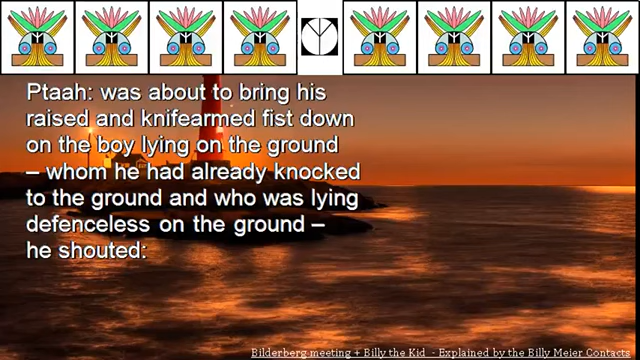 Ptaah: was about to bring his
raised and knifearmed fist down
on the boy lying on the ground
– whom he had already knocked
to the ground and who was lying
defenceless on the ground –
he shouted:
Bilderberg-meeting + Billy the Kid - Explained by the Billy Meier Contacts